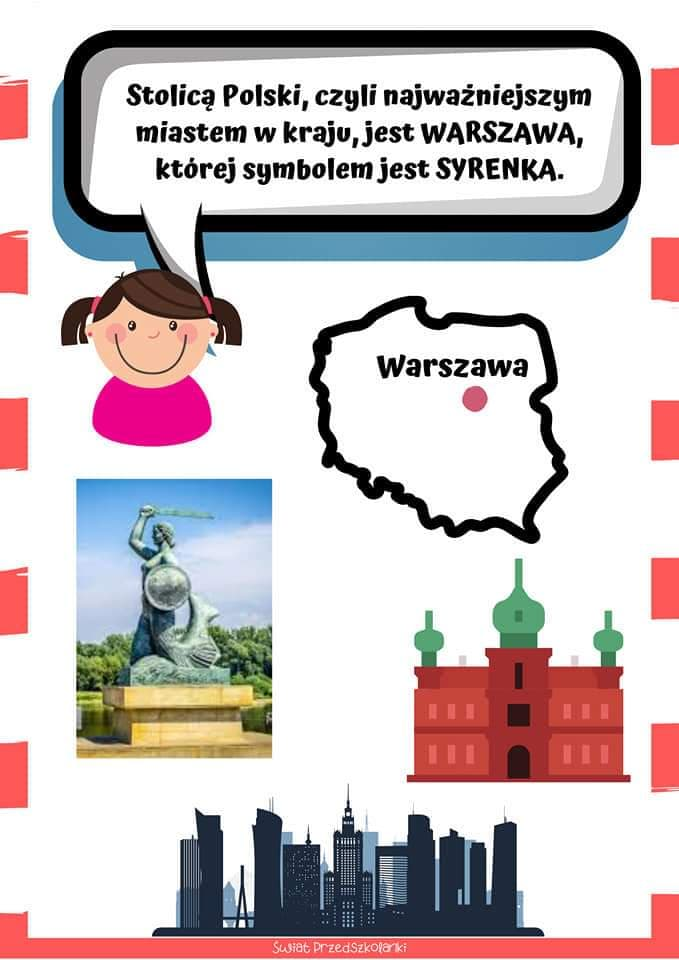 Stolicą Polski, czyli najważniejszym
miastem w kraju, jest WARSZAWA,
której symbolem jest SYRENKA.
Warszawa
Świat Przedszkolanki